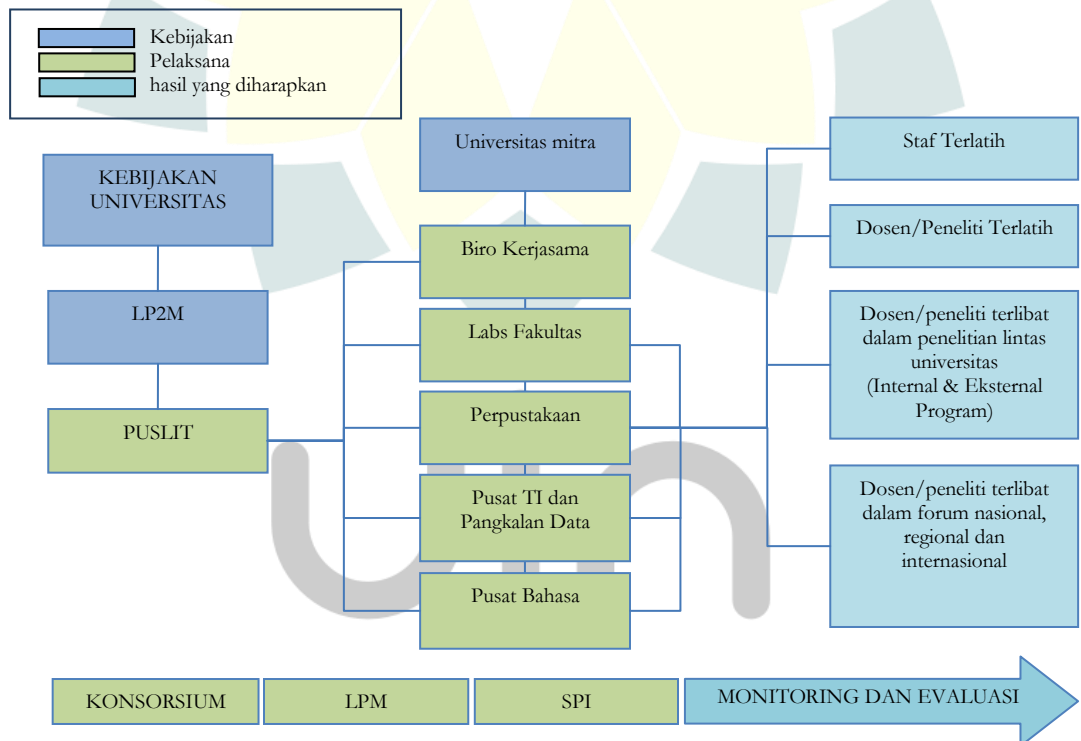 Kebijakan
Pelaksana
hasil yang diharapkan
KEBIJAKAN
UNIVERSITAS
LP2M
PUSLIT
Universitas mitra
Biro Kerjasama
Labs Fakultas
Perpustakaan
Pusat TI dan
Pangkalan Data
Pusat Bahasa
Staf Terlatih
Dosen/Peneliti Terlatih
Dosen/peneliti terlibat
dalam penelitian lintas
universitas
(Internal & Eksternal
Program)
Dosen/peneliti terlibat
dalam forum nasional,
regional dan
internasional
KONSORSIUM
LPM
SPI
MONITORING DAN EVALUASI
uin